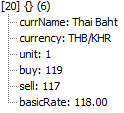 [20] {} (6)
currName: Thai Baht
currency: THB/KHR
unit: 1
buy: 119
sell: 117
basicRate: 118.00